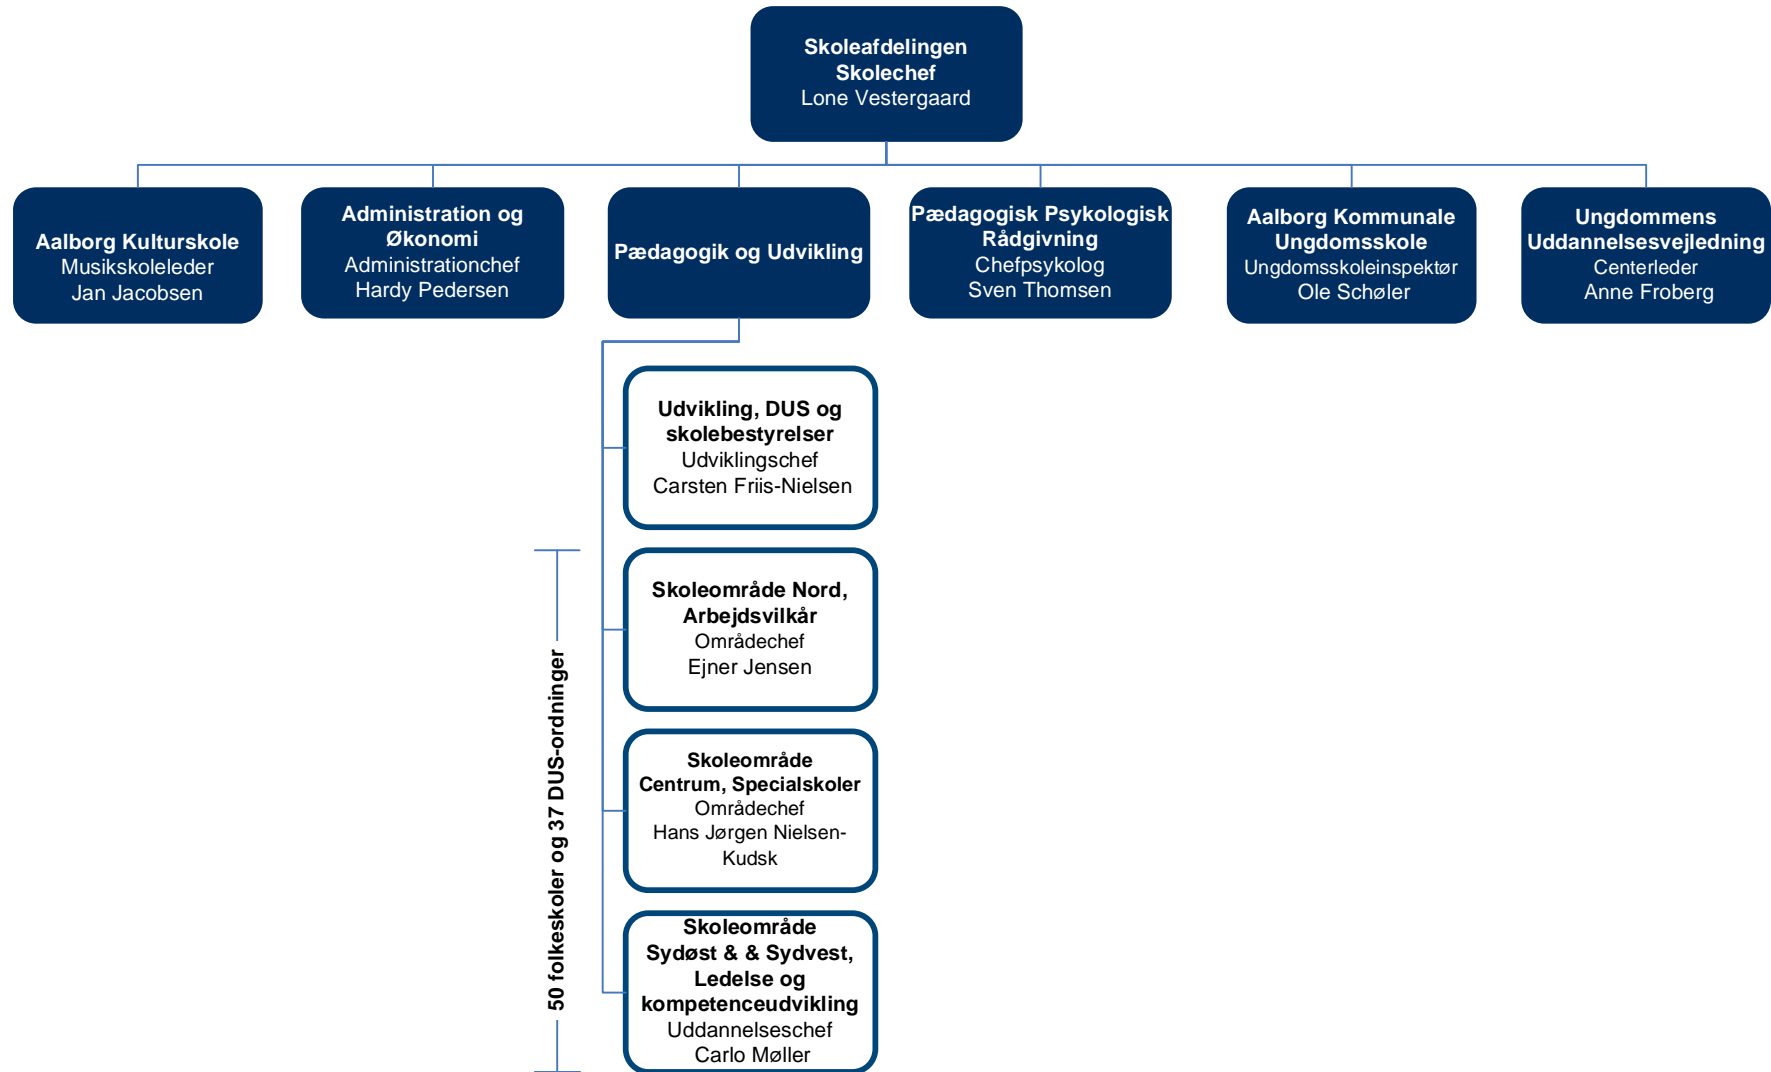 Skoleafdelingen
Skolechef
Lone Vestergaard
Aalborg Kulturskole
Musikskoleleder
Jan Jacobsen
Administration og
Økonomi
Administrationchef
Hardy Pedersen
Pædagogik og Udvikling
Pædagogisk Psykologisk
Rådgivning
Chefpsykolog
Sven Thomsen
Aalborg Kommunale
Ungdomsskole
Ungdomsskoleinspektør
Ole Schøler
Ungdommens
Uddannelsesvejledning
Centerleder
Anne Froberg
Udvikling, DUS og
skolebestyrelser
Udviklingschef
Carsten Friis-Nielsen
50 folkeskoler og 37 DUS-ordninger
Skoleområde Nord,
Arbejdsvilkår
Områdechef
Ejner Jensen
Skoleområde
Centrum, Specialskoler
Områdechef
Hans Jørgen Nielsen-
Kudsk
Skoleområde
Sydøst & & Sydvest,
Ledelse og
kompetenceudvikling
Uddannelseschef
Carlo Møller